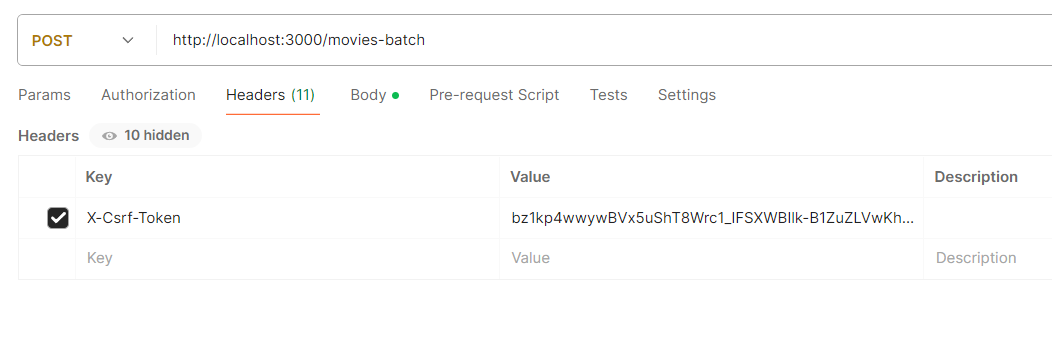 POST http://localhost:3000/movies-batch
Params Authorization Headers (11) Body Pre-request Script Tests Settings
Headers 10 hidden
Key Value Description
X-Csrf-Token bz1kp4wwywBVx5uShT8Wrc1_IFSXWBIlk-B1ZuZLVwKh...
Key Value Description